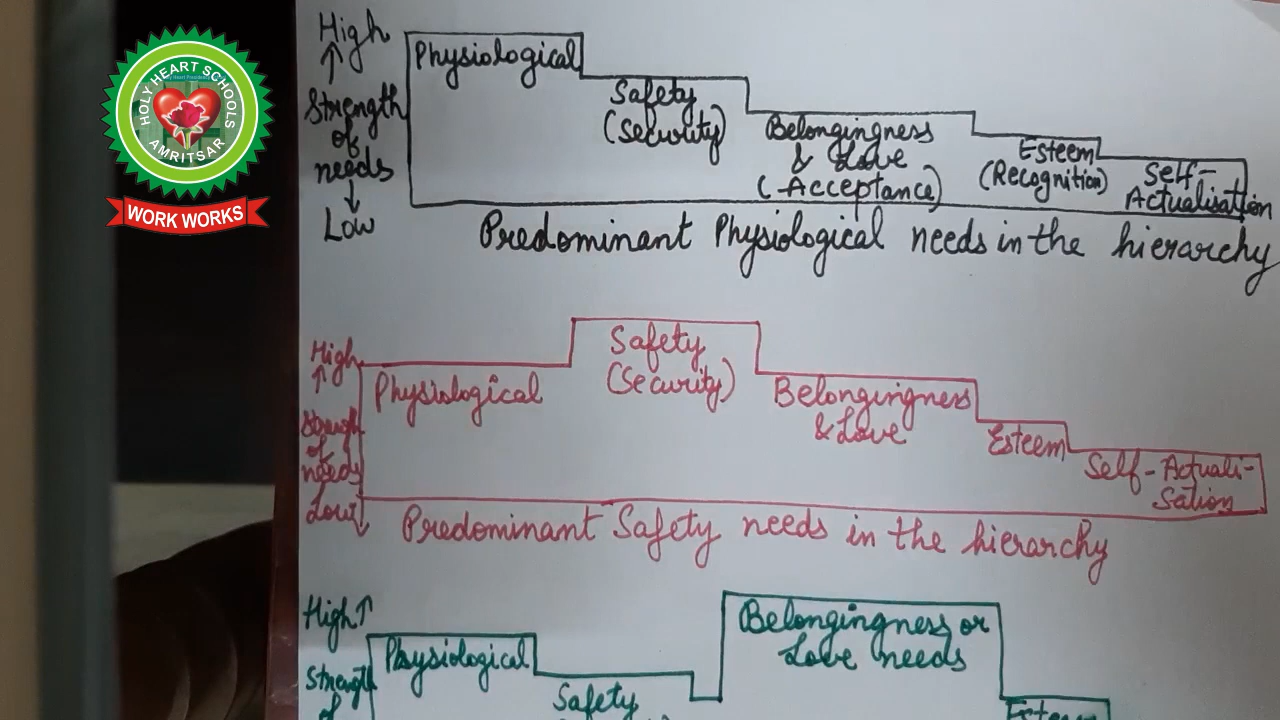 HOLY HEART SCHOOLS
AMRITSAR
WORK WORKS
High
Strength
of
needs
Low
Physiological
Safety
(Security)
Belongingness
& Love
(Acceptance)
Esteem
(Recognition)
Self-
Actualisation
Predominant Physiological needs in the hierarchy
High
Strength
of
needs
Low
Physiological
Safety
(Security)
Belongingness
& Love
Esteem
Self-Actuali-
sation
Predominant Safety needs in the hierarchy
High
Strength
of
Physiological
Safety
Belongingness or
Love needs
Esteem